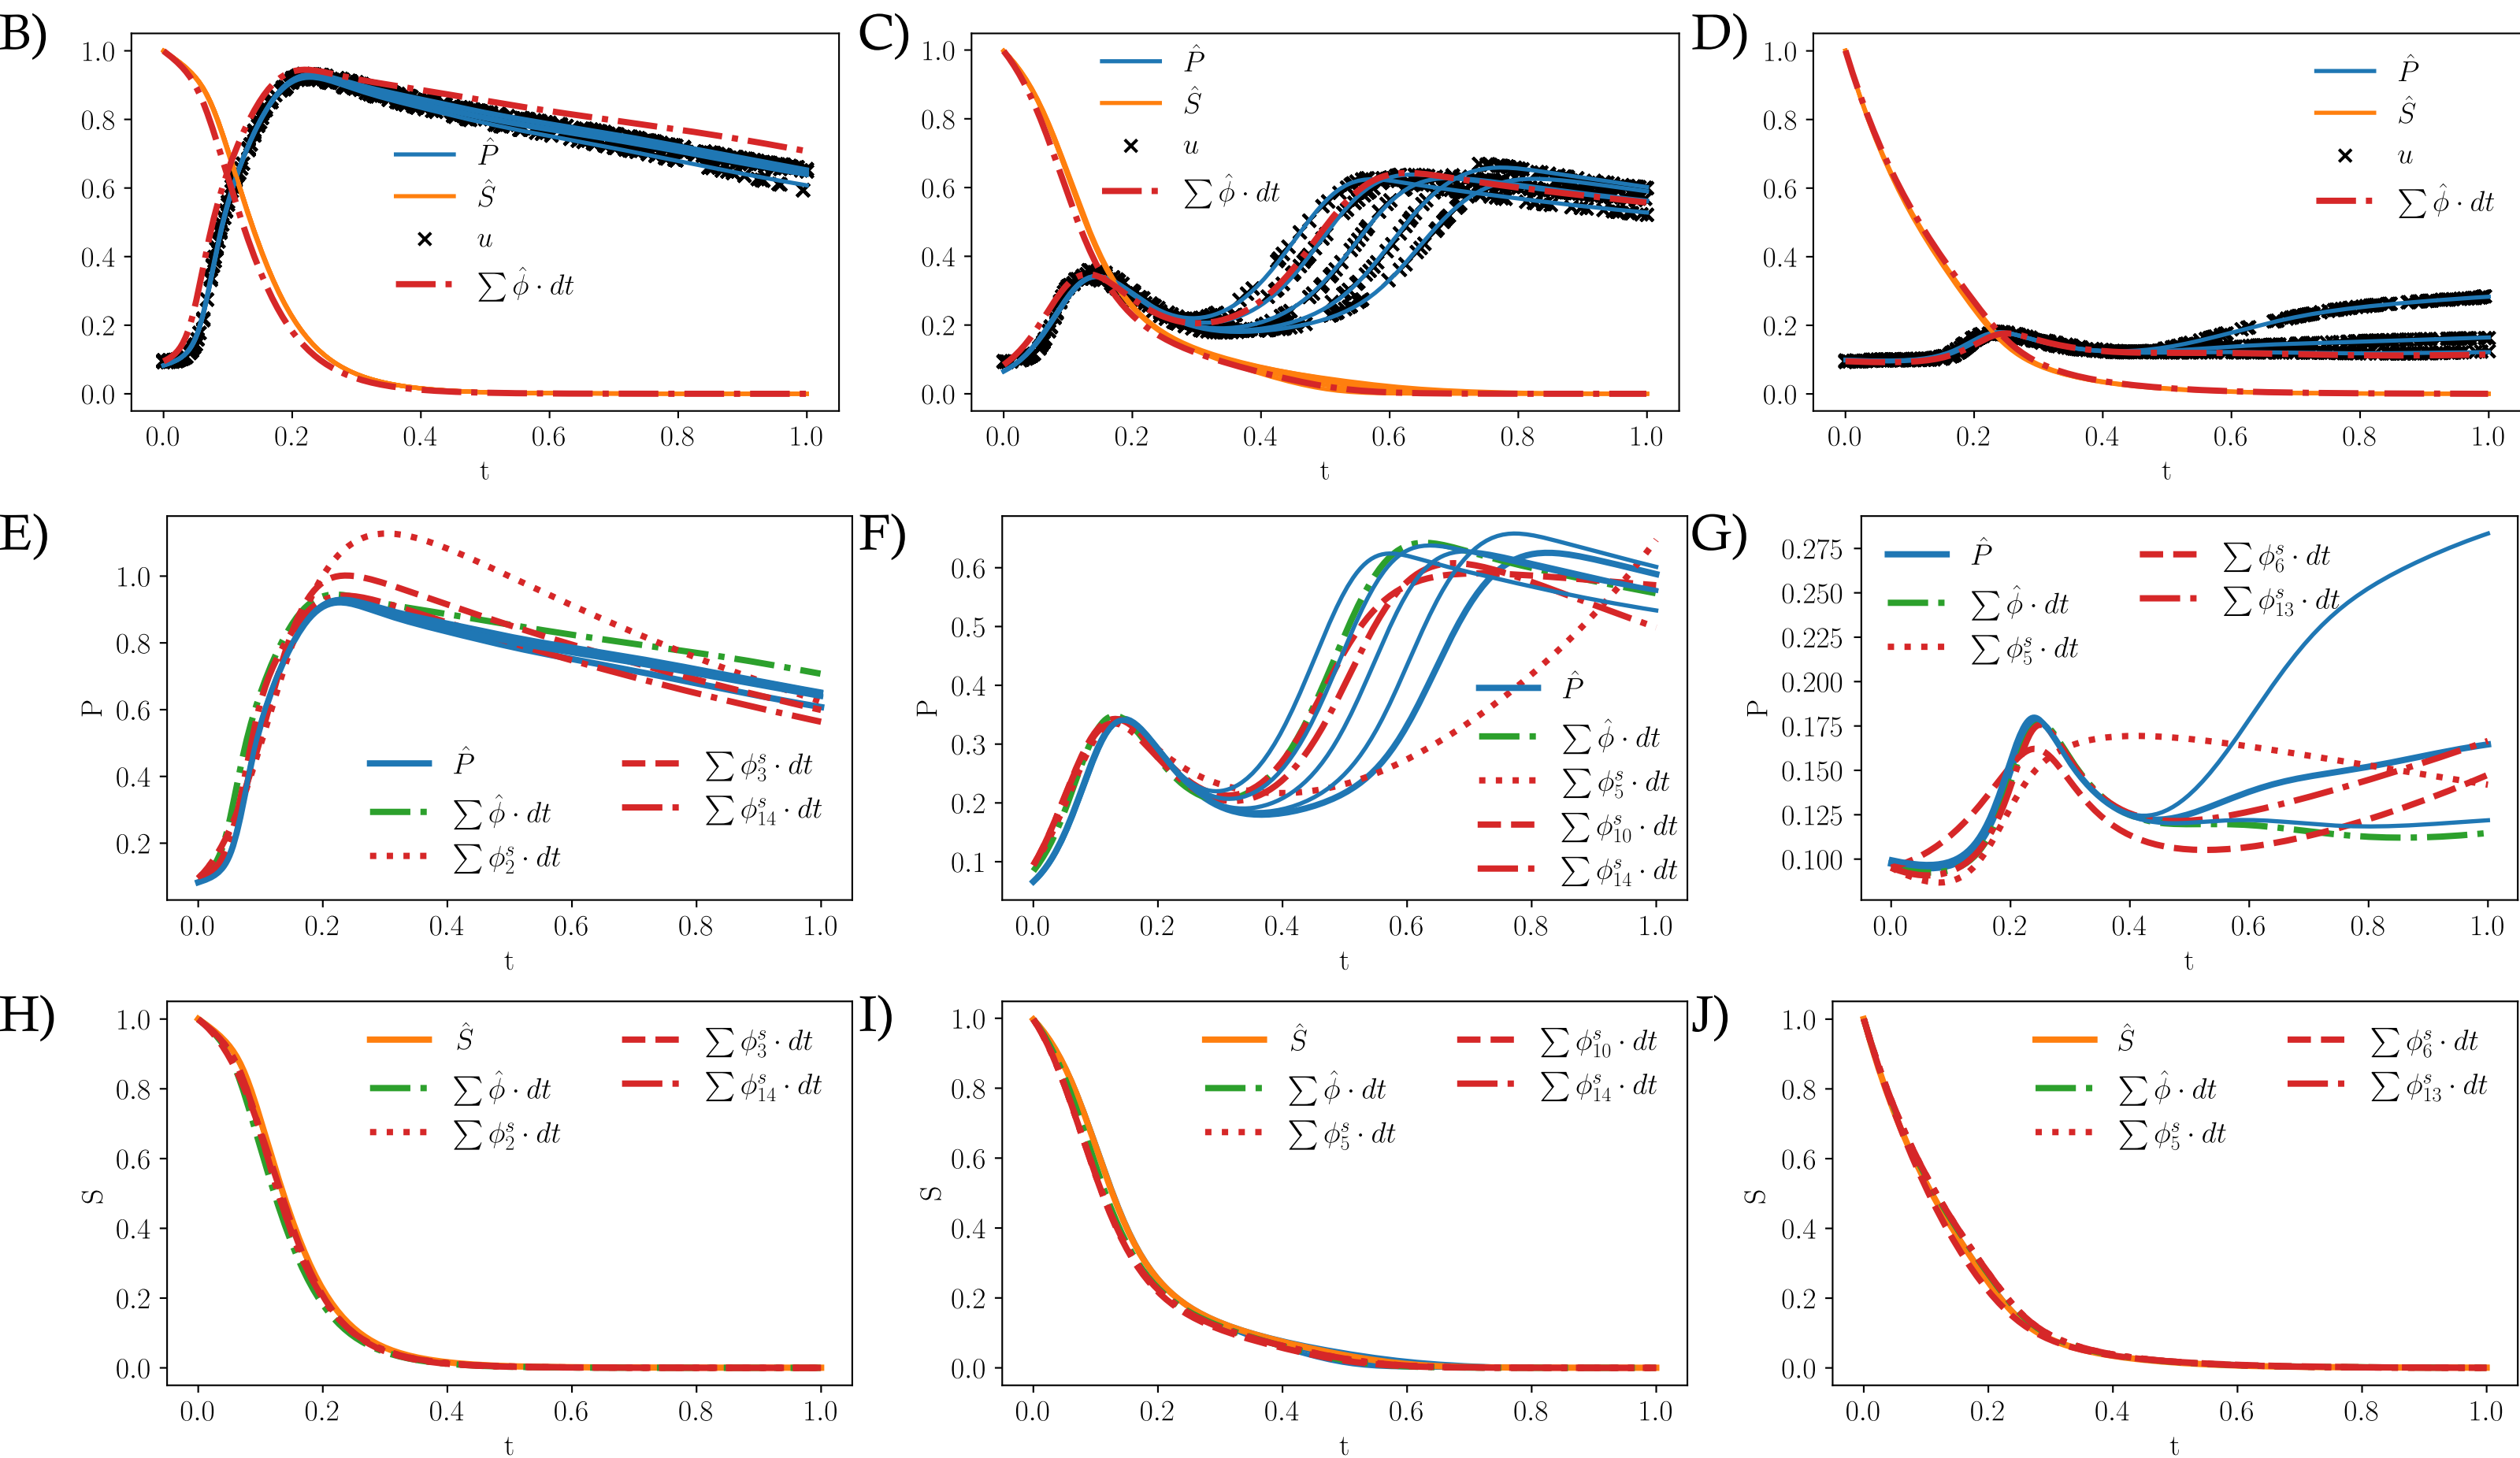 B)
1.0
0.8
0.6
0.4
0.2
0.0
P̂
Ŝ
u
∑ φ̂ · dt
0.0 0.2 0.4 0.6 0.8 1.0
t
C)
1.0
0.8
0.6
0.4
0.2
0.0
P̂
Ŝ
u
∑ φ̂ · dt
0.0 0.2 0.4 0.6 0.8 1.0
t
D)
1.0
0.8
0.6
0.4
0.2
0.0
P̂
Ŝ
u
∑ φ̂ · dt
0.0 0.2 0.4 0.6 0.8 1.0
t
E)
P
1.0
0.8
0.6
0.4
0.2
P̂
∑ φ̂ · dt
∑ φ₂ˢ · dt
∑ φ₃ˢ · dt
∑ φ₁₄ˢ · dt
0.0 0.2 0.4 0.6 0.8 1.0
t
F)
P
0.6
0.5
0.4
0.3
0.2
0.1
P̂
∑ φ̂ · dt
∑ φ₅ˢ · dt
∑ φ₁₀ˢ · dt
∑ φ₁₄ˢ · dt
0.0 0.2 0.4 0.6 0.8 1.0
t
G)
P
0.275
0.250
0.225
0.200
0.175
0.150
0.125
0.100
P̂
∑ φ̂ · dt
∑ φ₅ˢ · dt
∑ φ₆ˢ · dt
∑ φ₁₃ˢ · dt
0.0 0.2 0.4 0.6 0.8 1.0
t
H)
S
1.0
0.8
0.6
0.4
0.2
0.0
Ŝ
∑ φ̂ · dt
∑ φ₂ˢ · dt
∑ φ₃ˢ · dt
∑ φ₁₄ˢ · dt
0.0 0.2 0.4 0.6 0.8 1.0
t
I)
S
1.0
0.8
0.6
0.4
0.2
0.0
Ŝ
∑ φ̂ · dt
∑ φ₅ˢ · dt
∑ φ₁₀ˢ · dt
∑ φ₁₄ˢ · dt
0.0 0.2 0.4 0.6 0.8 1.0
t
J)
S
1.0
0.8
0.6
0.4
0.2
0.0
Ŝ
∑ φ̂ · dt
∑ φ₅ˢ · dt
∑ φ₆ˢ · dt
∑ φ₁₃ˢ · dt
0.0 0.2 0.4 0.6 0.8 1.0
t